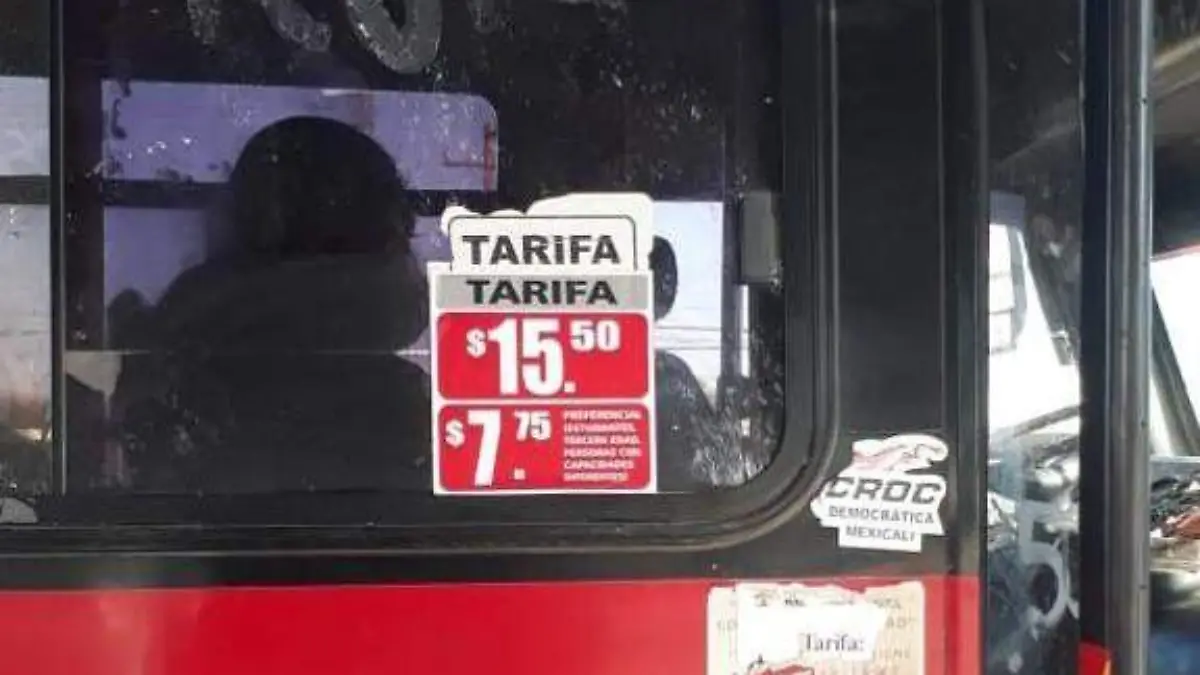 TARIFA
TARIFA
$15.50
$7.75
PREFERENCIAL
(ESTUDIANTES,
TERCERA EDAD,
PERSONAS CON
CAPACIDADES
DIFERENTES)
CROC
DEMOCRÁTICA
MEXICALI
Tarifa: